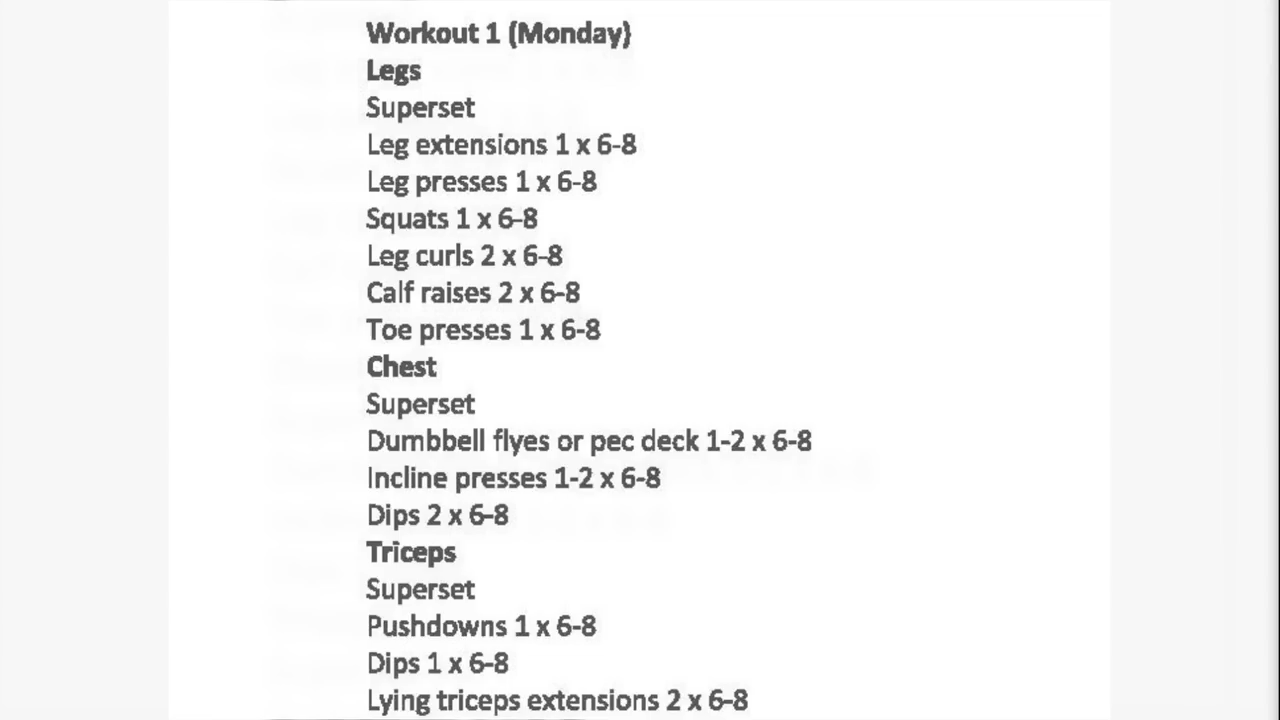 Workout 1 (Monday)
Legs
Superset
Leg extensions 1 x 6-8
Leg presses 1 x 6-8
Squats 1 x 6-8
Leg curls 2 x 6-8
Calf raises 2 x 6-8
Toe presses 1 x 6-8
Chest
Superset
Dumbbell flyes or pec deck 1-2 x 6-8
Incline presses 1-2 x 6-8
Dips 2 x 6-8
Triceps
Superset
Pushdowns 1 x 6-8
Dips 1 x 6-8
Lying triceps extensions 2 x 6-8